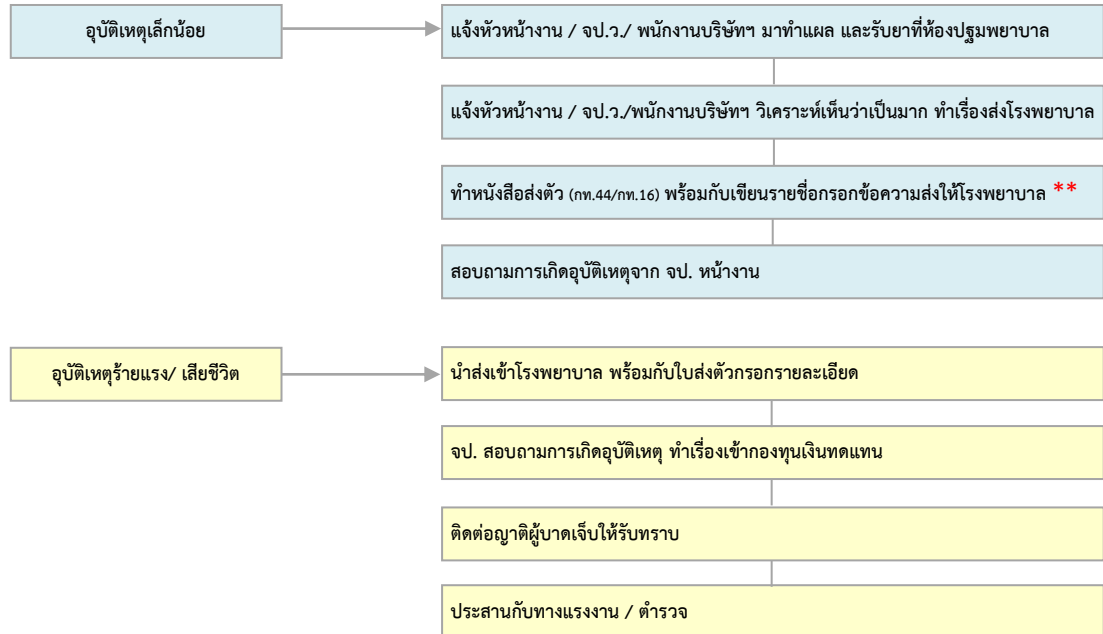 อุบัติเหตุเล็กน้อย
แจ้งหัวหน้างาน / จป.ว./ พนักงานบริษัทฯ มาทำแผล และรับยาที่ห้องปฐมพยาบาล
แจ้งหัวหน้างาน / จป.ว./พนักงานบริษัทฯ วิเคราะห์เห็นว่าเป็นมาก ทำเรื่องส่งโรงพยาบาล
ทำหนังสือส่งตัว (กท.44/กท.16) พร้อมกับเขียนรายชื่อกรอกข้อความส่งให้โรงพยาบาล **
สอบถามการเกิดอุบัติเหตุจาก จป. หน้างาน
อุบัติเหตุร้ายแรง/ เสียชีวิต
นำส่งเข้าโรงพยาบาล พร้อมกับใบส่งตัวกรอกรายละเอียด
จป. สอบถามการเกิดอุบัติเหตุ ทำเรื่องเข้ากองทุนเงินทดแทน
ติดต่อญาติผู้บาดเจ็บให้รับทราบ
ประสานกับทางแรงงาน / ตำรวจ